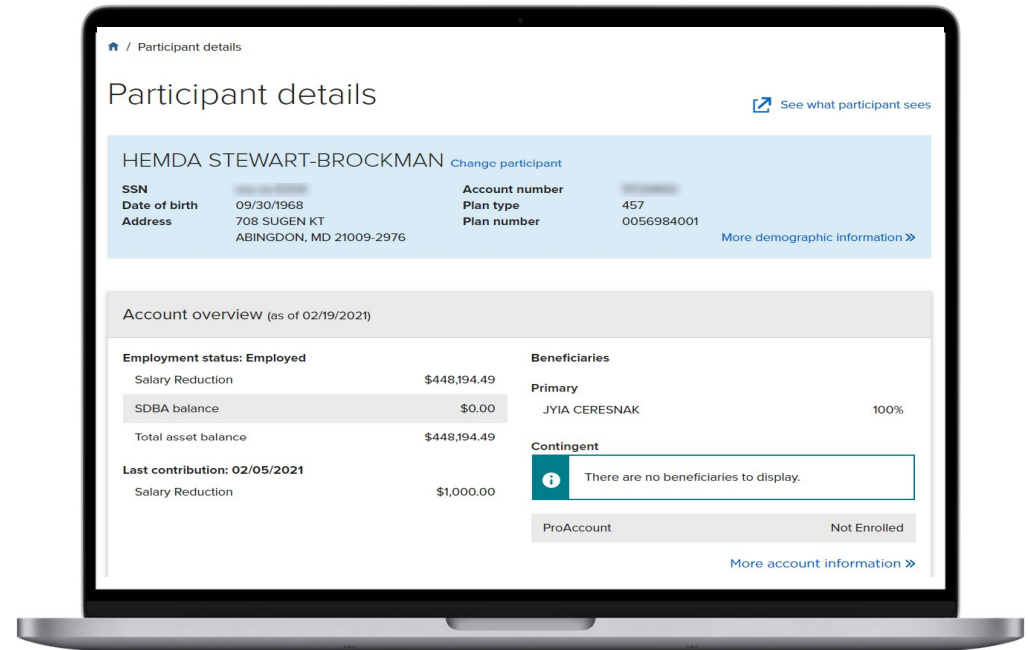 / Participant details
Participant details
See what participant sees
HEMDA STEWART-BROCKMAN Change participant
SSN
Account number
Date of birth 09/30/1968
Plan type 457
Address 708 SUGEN KT
Plan number 0056984001
ABINGDON, MD 21009-2976
More demographic information »
Account overview (as of 02/19/2021)
Employment status: Employed
Salary Reduction $448,194.49
SDBA balance $0.00
Total asset balance $448,194.49
Last contribution: 02/05/2021
Salary Reduction $1,000.00
Beneficiaries
Primary
JYIA CERESNAK 100%
Contingent
There are no beneficiaries to display.
ProAccount Not Enrolled
More account information »